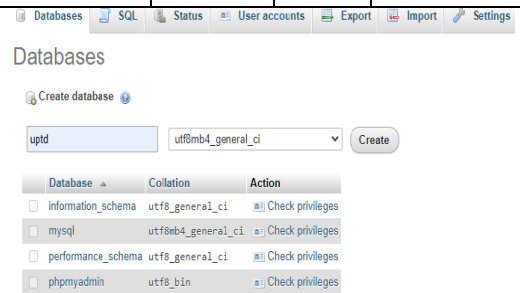 Databases SQL Status User accounts Export Import Settings
Databases
Create database
uptd utf8mb4_general_ci Create
Database Collation Action
information_schema utf8_general_ci Check privileges
mysql utf8mb4_general_ci Check privileges
performance_schema utf8_general_ci Check privileges
phpmyadmin utf8_bin Check privileges